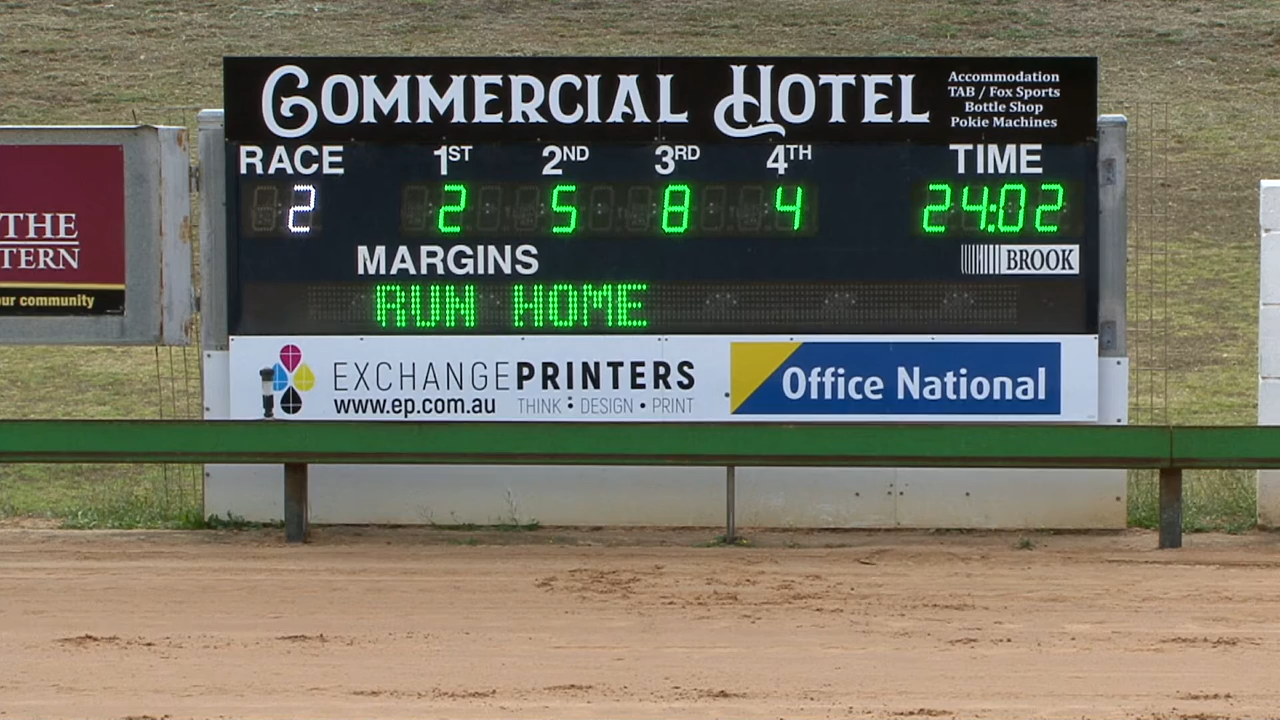 COMMERCIAL HOTEL
Accommodation
TAB / Fox Sports
Bottle Shop
Pokie Machines
RACE 1ST 2ND 3RD 4TH TIME
2 2 5 8 4 24:02
MARGINS
BROOK
RUN HOME
THE
TERN
our community
EXCHANGEPRINTERS
www.ep.com.au THINK • DESIGN • PRINT
Office National